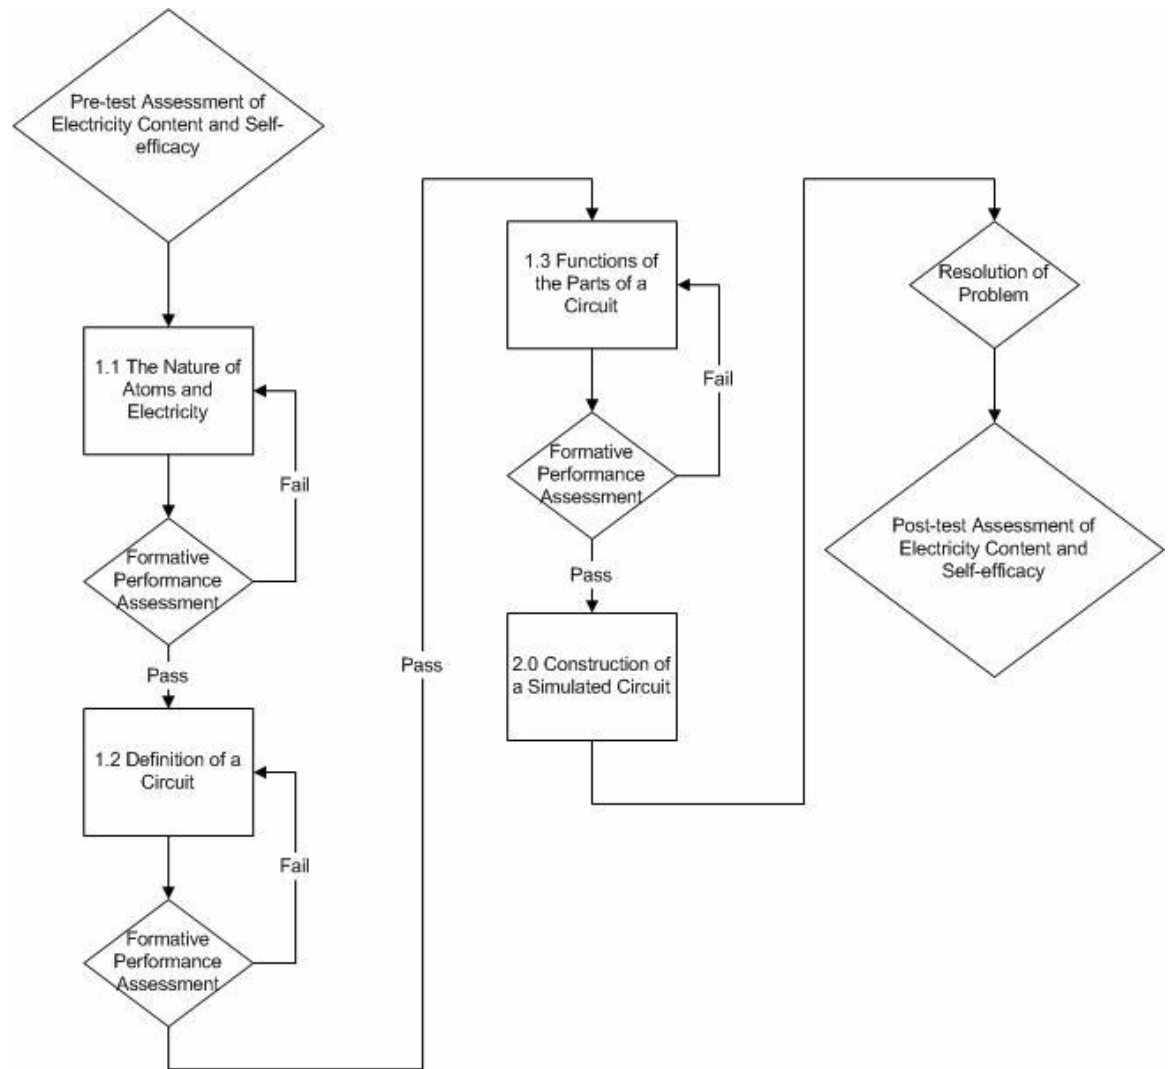 Pre-test Assessment of
Electricity Content and Self-
efficacy
1.1 The Nature of
Atoms and
Electricity
Fail
Formative
Performance
Assessment
Pass
1.2 Definition of a
Circuit
Fail
Formative
Performance
Assessment
Pass
1.3 Functions of
the Parts of a
Circuit
Fail
Formative
Performance
Assessment
Pass
2.0 Construction of
a Simulated Circuit
Resolution of
Problem
Post-test Assessment of
Electricity Content and
Self-efficacy